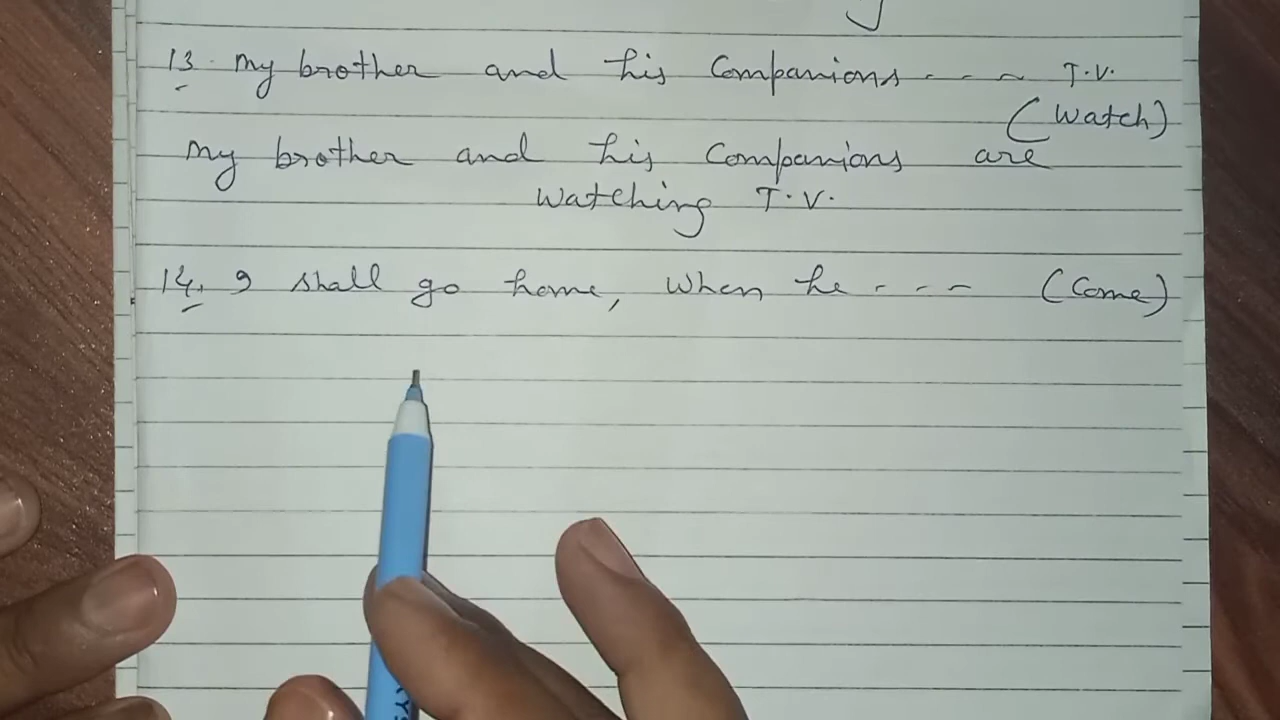 13. My brother and his Companions - - ~ T.V.
(Watch)
My brother and his Companions are
Watching T.V.
14. I shall go home, When he - - - (Come)